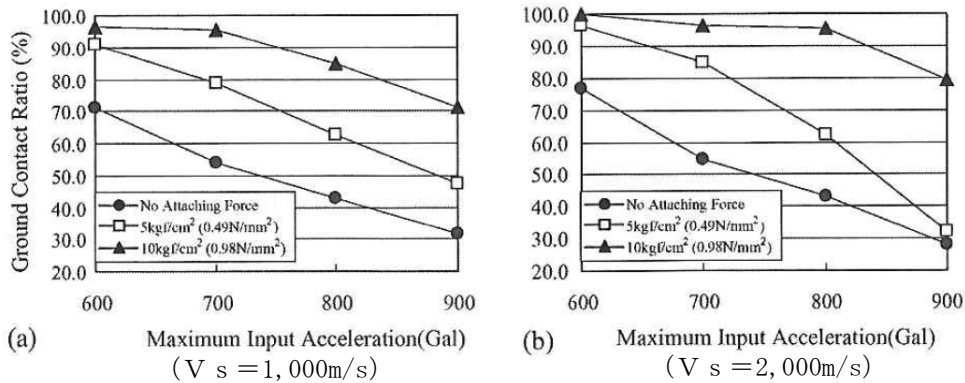 Ground Contact Ratio (%)
100.0
90.0
80.0
70.0
60.0
50.0
40.0
30.0
20.0
No Attaching Force
5kgf/cm² (0.49N/mm²)
10kgf/cm² (0.98N/mm²)
600 700 800 900
(a) Maximum Input Acceleration(Gal)
(Ｖ ｓ＝1,000m/s)
100.0
90.0
80.0
70.0
60.0
50.0
40.0
30.0
20.0
No Attaching Force
5kgf/cm² (0.49N/mm²)
10kgf/cm² (0.98N/mm²)
600 700 800 900
(b) Maximum Input Acceleration(Gal)
(Ｖ ｓ＝2,000m/s)